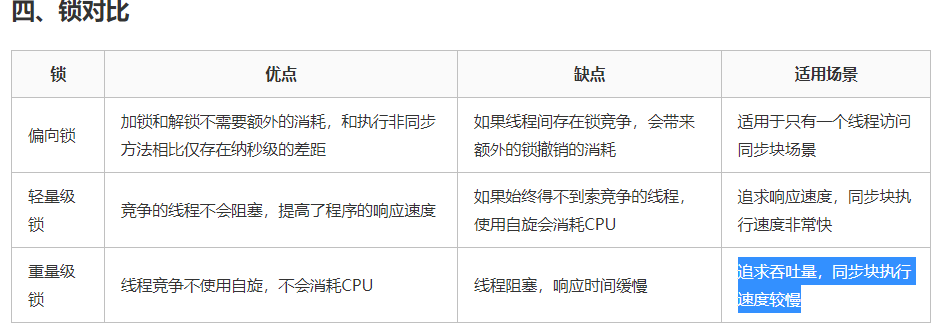 四、锁对比
锁 优点 缺点 适用场景
偏向锁
加锁和解锁不需要额外的消耗，和执行非同步
方法相比仅存在纳秒级的差距
如果线程间存在锁竞争，会带来
额外的锁撤销的消耗
适用于只有一个线程访问
同步块场景
轻量级
锁
竞争的线程不会阻塞，提高了程序的响应速度
如果始终得不到索竞争的线程，
使用自旋会消耗CPU
追求响应速度，同步块执
行速度非常快
重量级
锁
线程竞争不使用自旋，不会消耗CPU
线程阻塞，响应时间缓慢
追求吞吐量，同步块执行
速度较慢